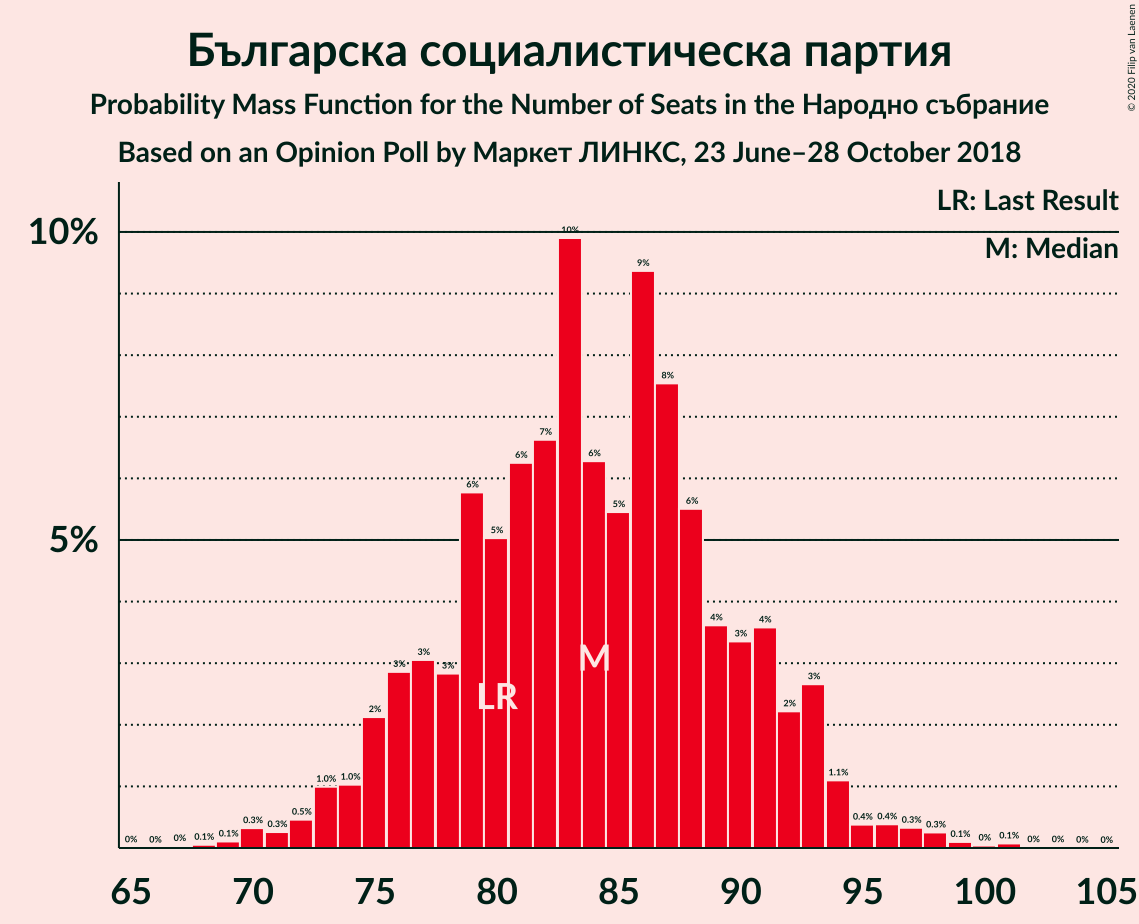 Българска социалистическа партия
Probability Mass Function for the Number of Seats in the Народно събрание
Based on an Opinion Poll by Маркет ЛИНКС, 23 June–28 October 2018
© 2020 Filip van Laenen
LR: Last Result
M: Median
10%
5%
0% 0% 0% 0.1% 0.1% 0.3% 0.3% 0.5% 1.0% 1.0% 2% 3% 3% 3% 6% 5% 6% 7% 10% 6% 5% 9% 8% 6% 4% 3% 4% 2% 3% 1.1% 0.4% 0.4% 0.3% 0.3% 0.1% 0% 0.1% 0% 0% 0% 0%
M
LR
65 70 75 80 85 90 95 100 105